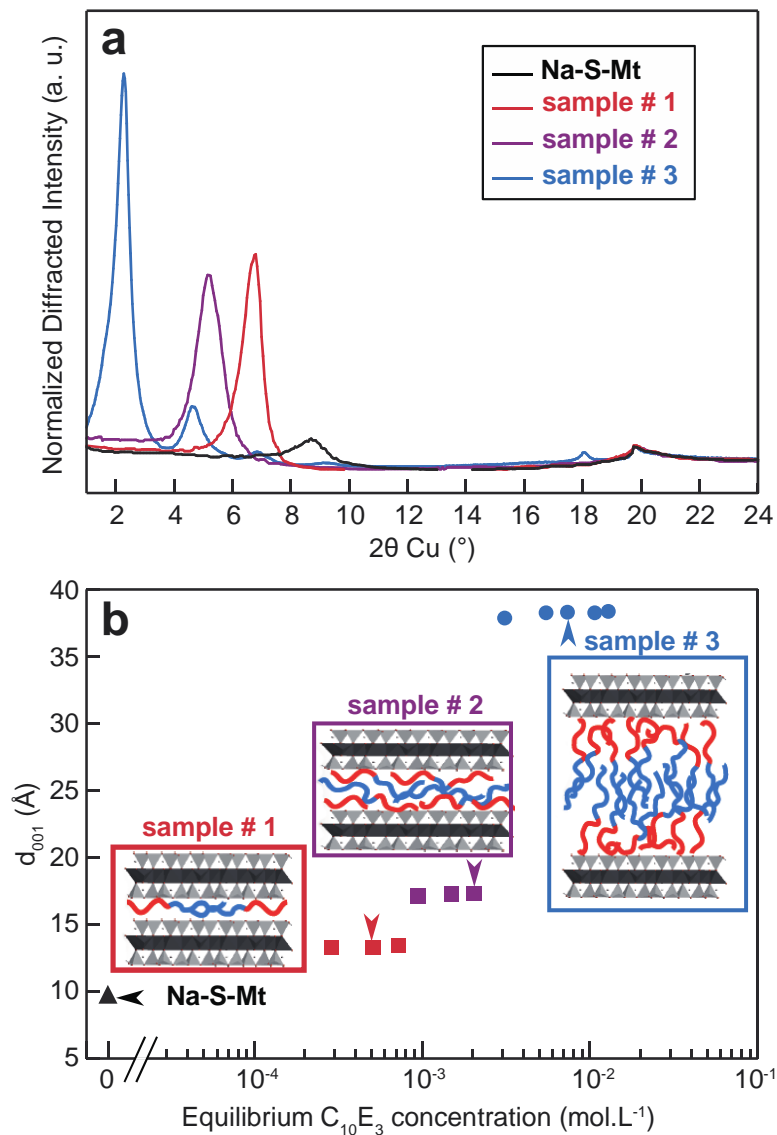 a
Normalized Diffracted Intensity (a. u.)
Na-S-Mt
sample # 1
sample # 2
sample # 3
2 4 6 8 10 12 14 16 18 20 22 24
2θ Cu (°)
b
40
35
30
25
20
15
10
5
d₀₀₁ (Å)
sample # 3
sample # 2
sample # 1
Na-S-Mt
0 10⁻⁴ 10⁻³ 10⁻² 10⁻¹
Equilibrium C₁₀E₃ concentration (mol.L⁻¹)